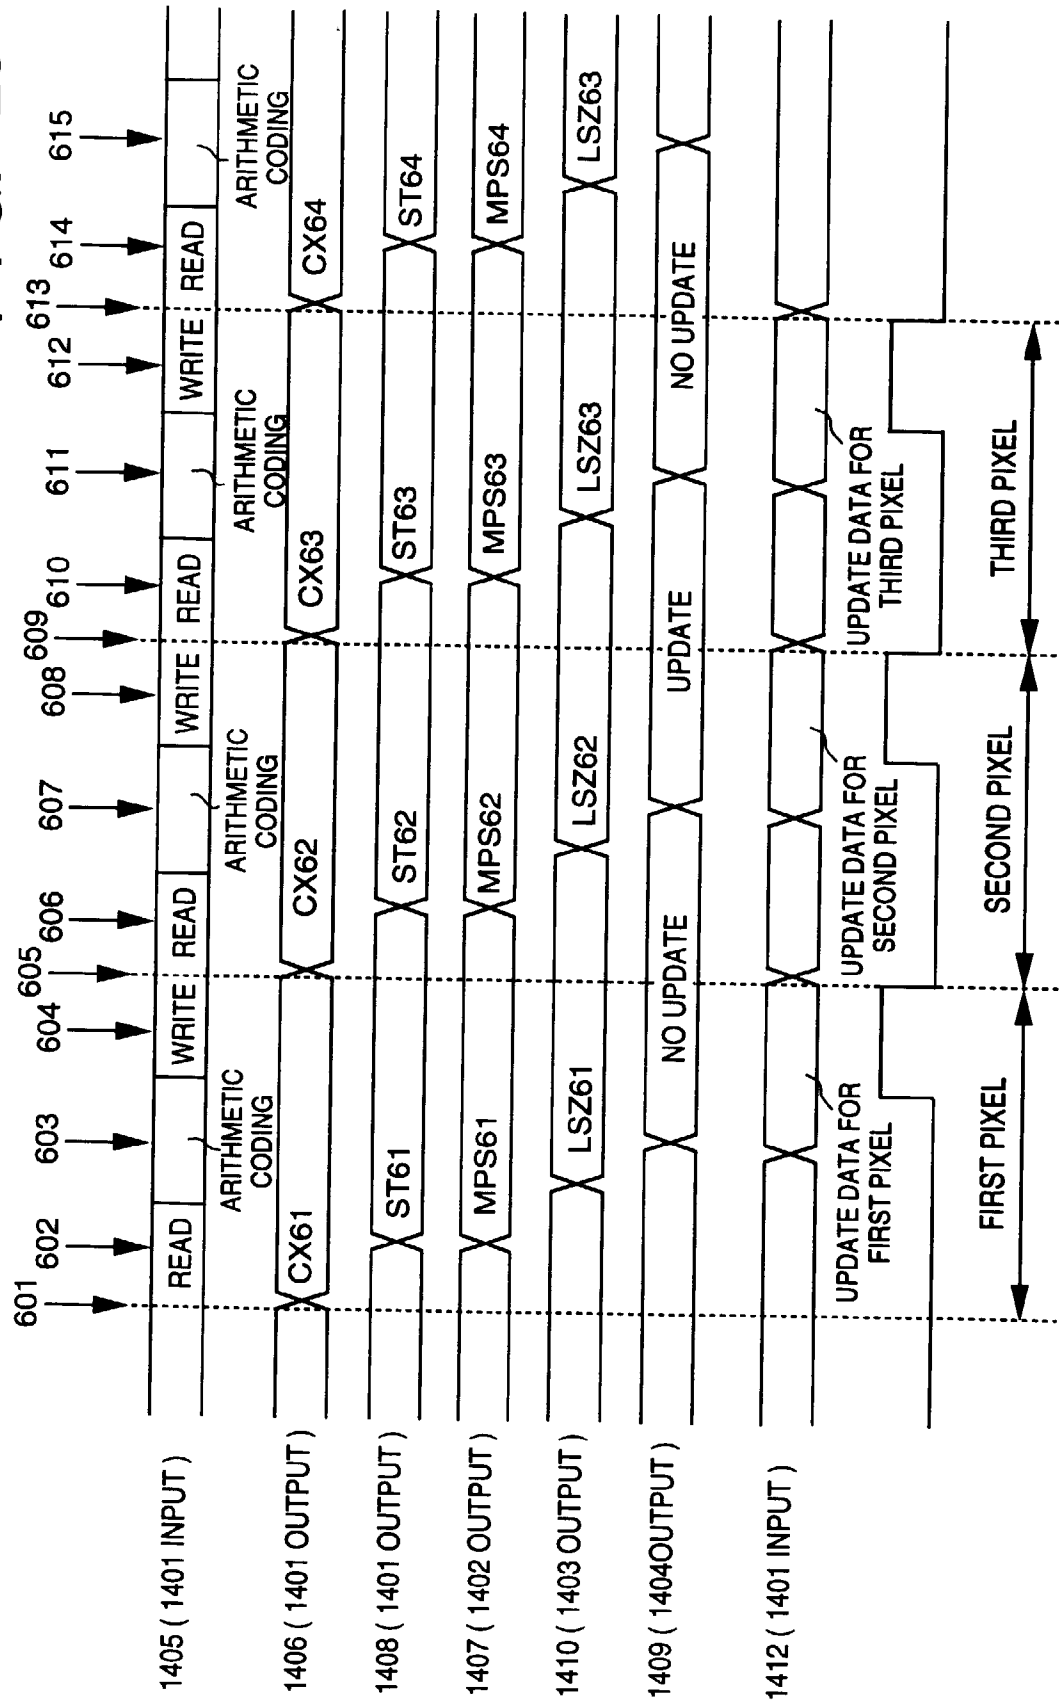 601 602 603 604 605 606 607 608 609 610 611 612 613 614 615
1405 ( 1401 INPUT ) READ WRITE READ WRITE READ WRITE READ
ARITHMETIC
CODING
ARITHMETIC
CODING
ARITHMETIC
CODING
ARITHMETIC
CODING
1406 ( 1401 OUTPUT ) CX61 CX62 CX63 CX64
1408 ( 1401 OUTPUT ) ST61 ST62 ST63 ST64
1407 ( 1402 OUTPUT ) MPS61 MPS62 MPS63 MPS64
1410 ( 1403 OUTPUT ) LSZ61 LSZ62 LSZ63 LSZ63
1409 ( 1404OUTPUT ) NO UPDATE UPDATE NO UPDATE
1412 ( 1401 INPUT )
UPDATE DATA FOR
FIRST PIXEL
UPDATE DATA FOR
SECOND PIXEL
UPDATE DATA FOR
THIRD PIXEL
FIRST PIXEL SECOND PIXEL THIRD PIXEL